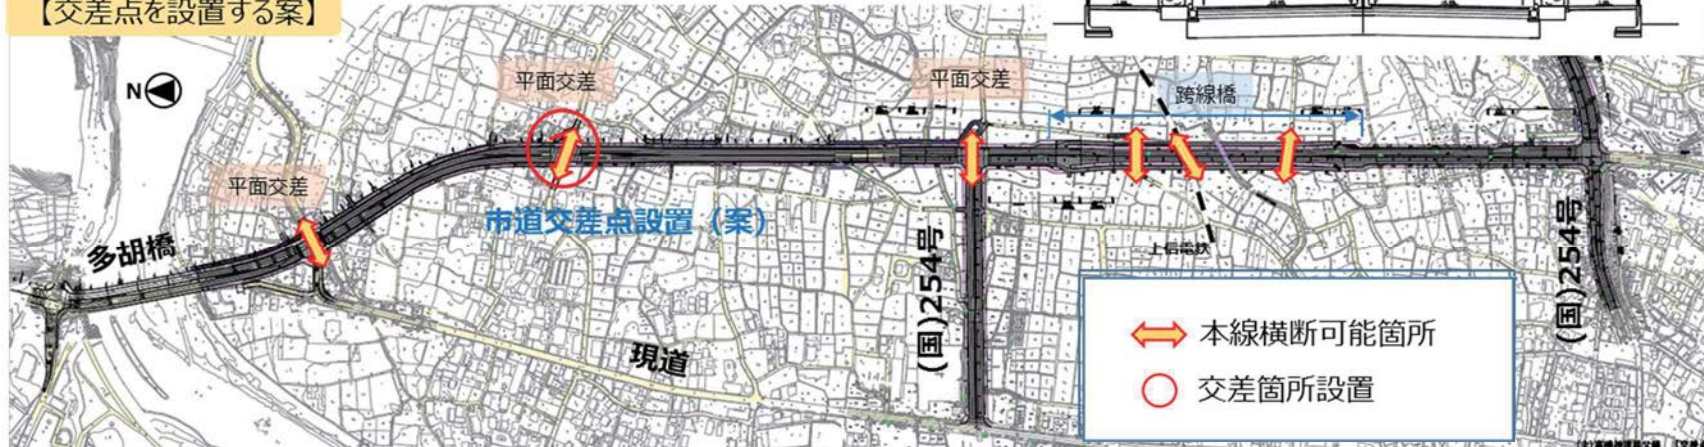 【交差点を設置する案】
N
平面交差
平面交差
跨線橋
平面交差
市道交差点設置（案）
多胡橋
(国)254号
上信電鉄
(国)254号
現道
本線横断可能箇所
交差箇所設置